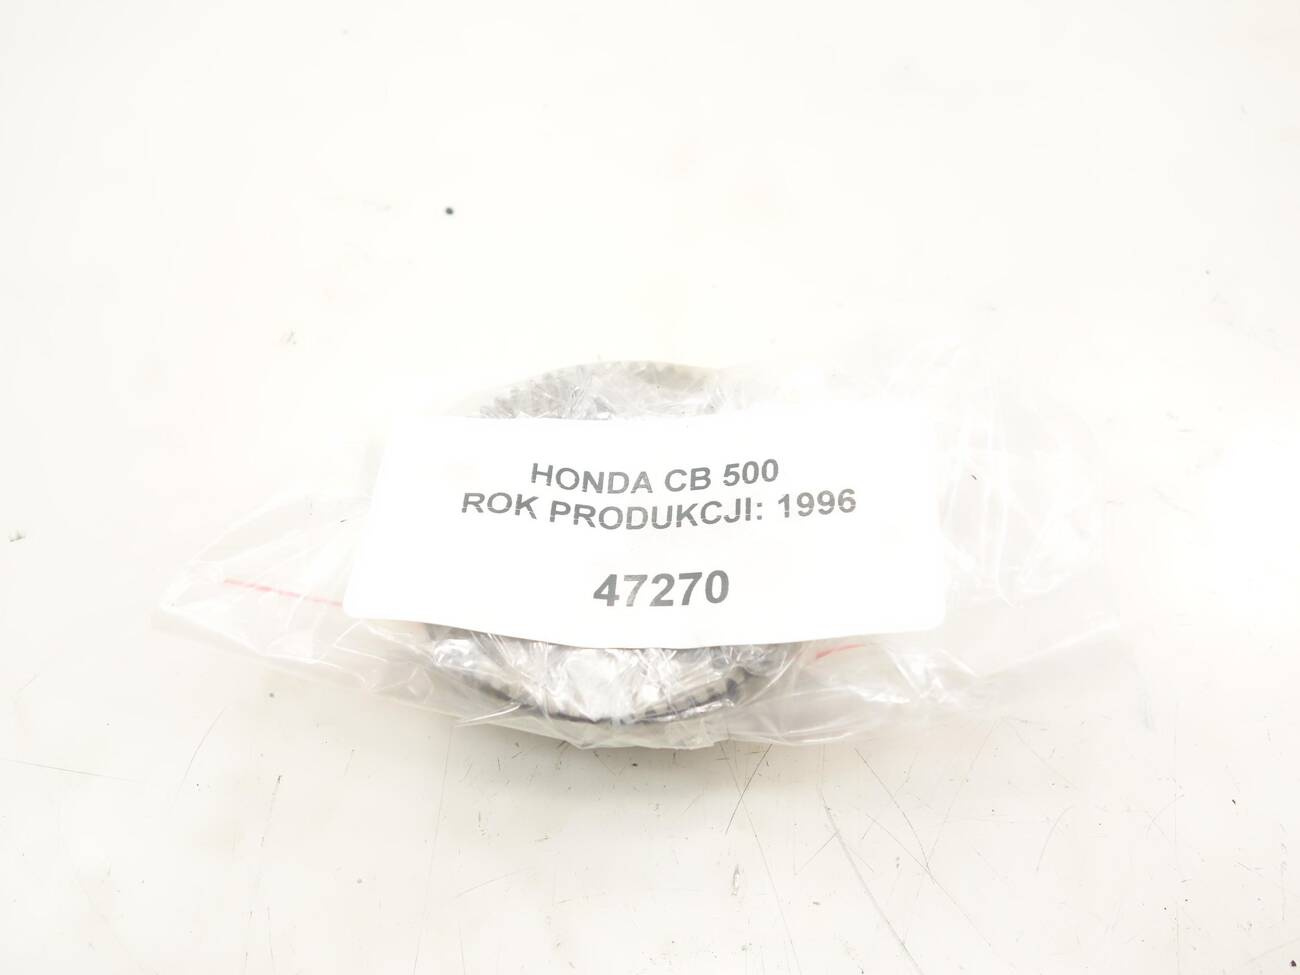 HONDA CB 500
ROK PRODUKCJI: 1996
47270